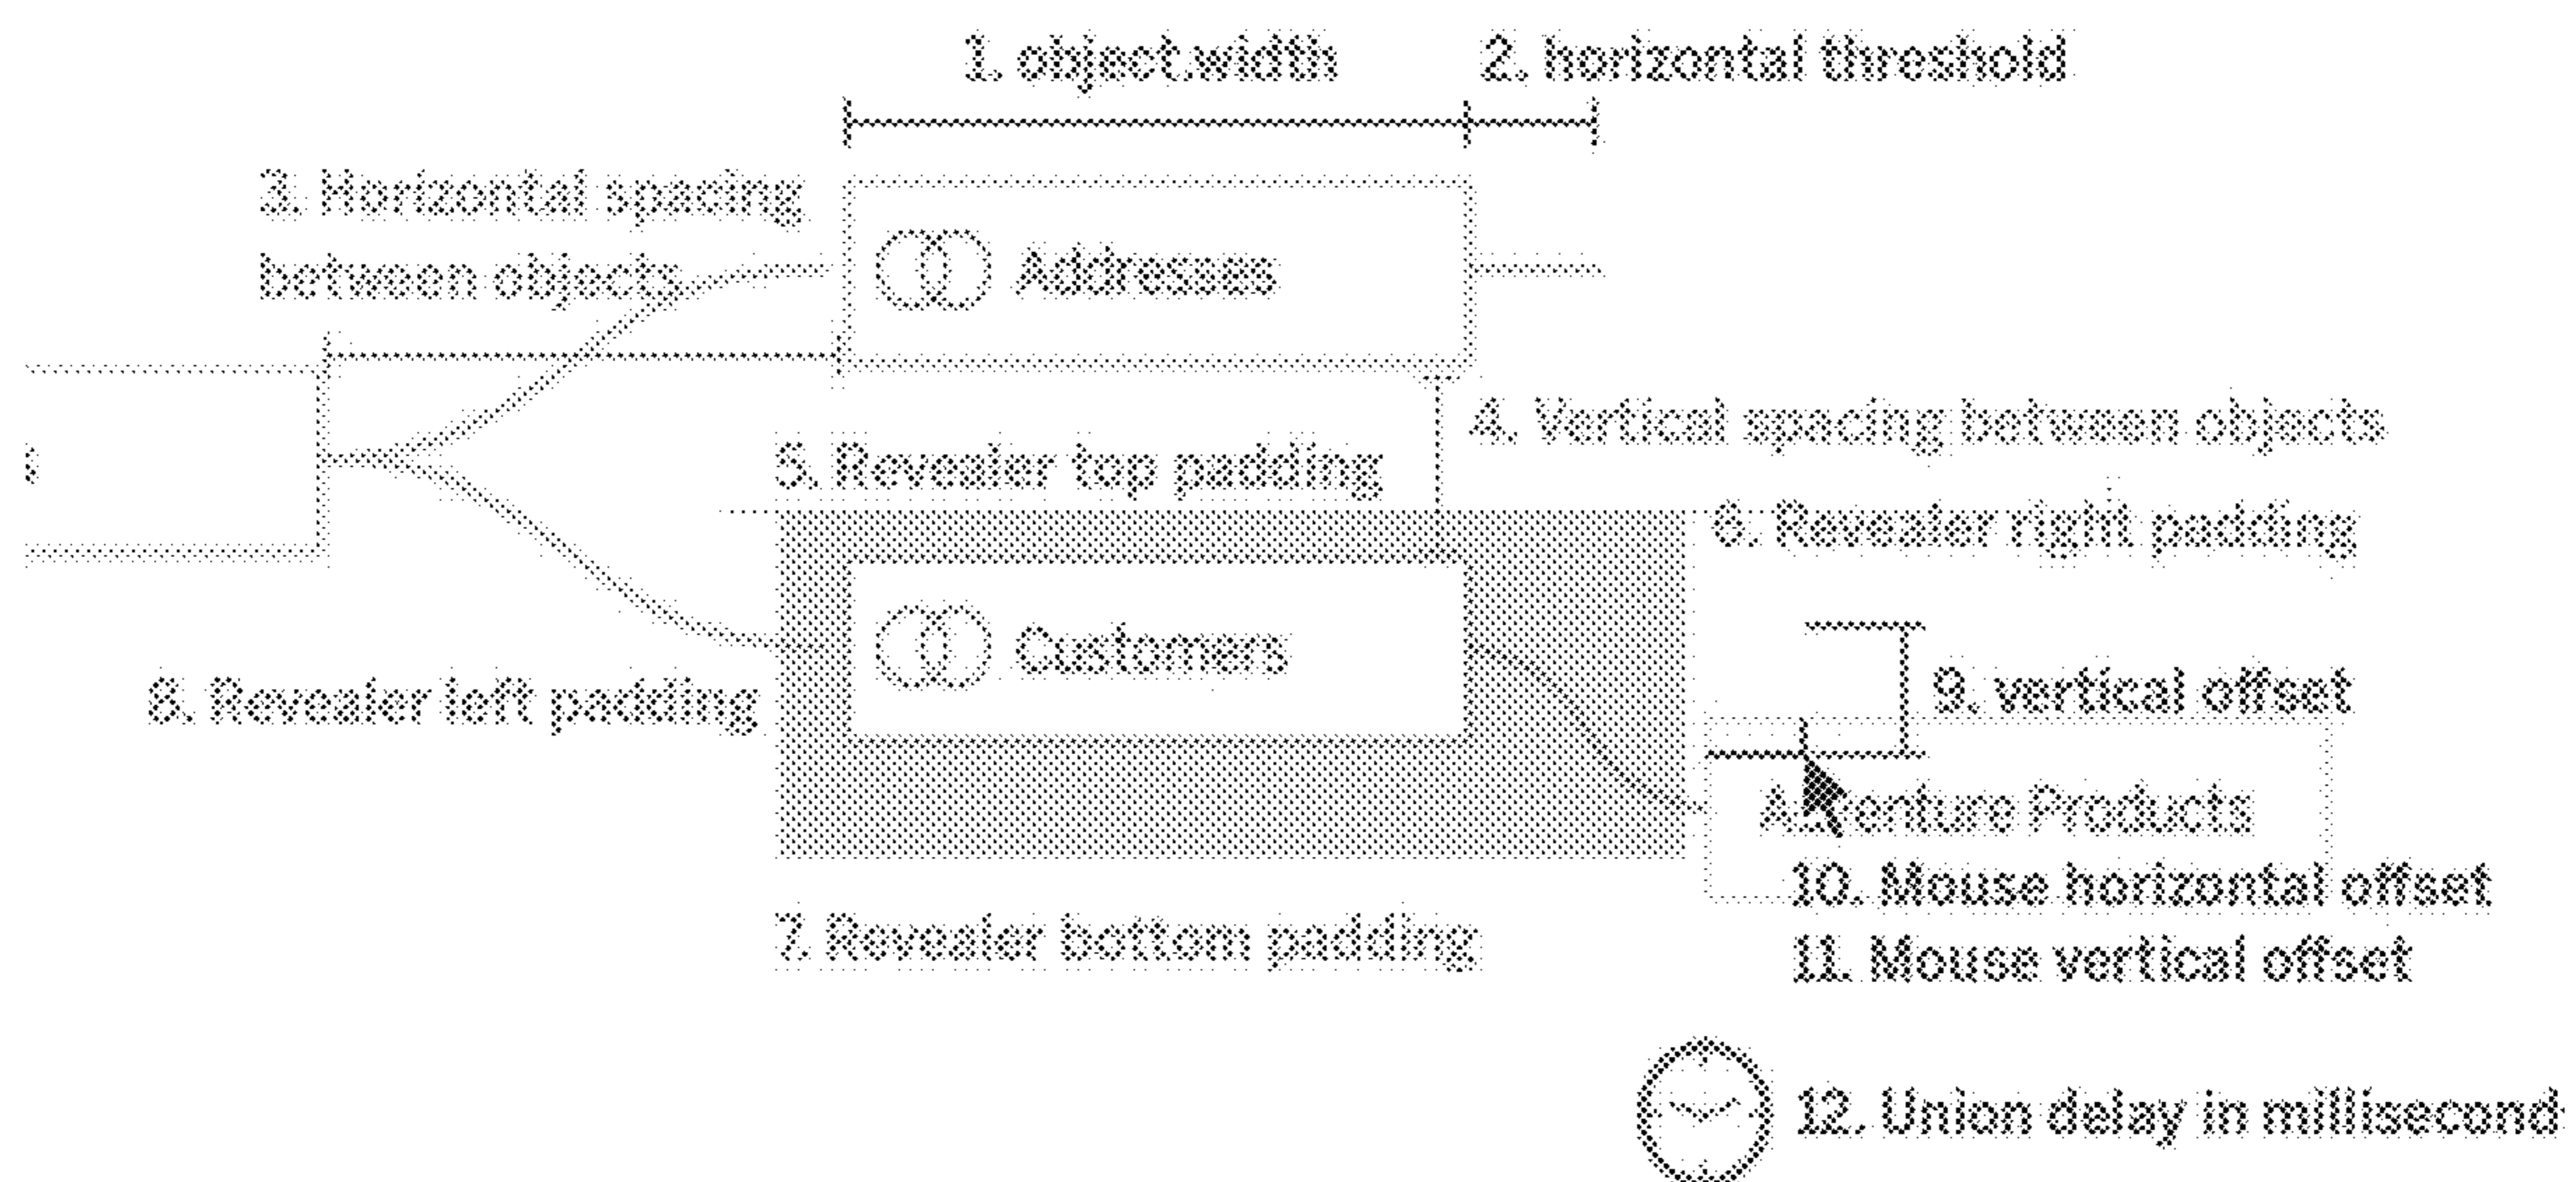 1. object width
2. horizontal threshold
3. Horizontal spacing
between objects
Addresses
4. Vertical spacing between objects
5. Revealer top padding
6. Revealer right padding
Customers
8. Revealer left padding
9. vertical offset
Products
10. Mouse horizontal offset
7. Revealer bottom padding
11. Mouse vertical offset
12. Union delay in millisecond